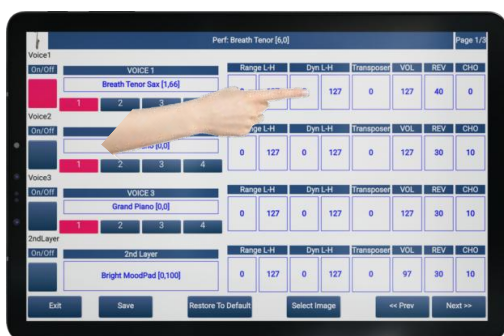 Perf: Breath Tenor [6,0]
Page 1/3
Voice1
On/Off VOICE 1 Range L-H Dyn L-H Transposer VOL REV CHO
Breath Tenor Sax [1,66]
127 0 127 40 0
1 2 3
Voice2
On/Off Range L-H Dyn L-H Transposer VOL REV CHO
[0,0]
0 127 0 127 0 127 30 10
1 2 3 4
Voice3
On/Off VOICE 3 Range L-H Dyn L-H Transposer VOL REV CHO
Grand Piano [0,0]
0 127 0 127 0 127 30 10
1 2 3 4
2ndLayer
On/Off 2nd Layer Range L-H Dyn L-H Transposer VOL REV CHO
Bright MoodPad [0,100]
0 127 0 127 0 97 30 10
Exit Save Restore To Default Select Image << Prev Next >>